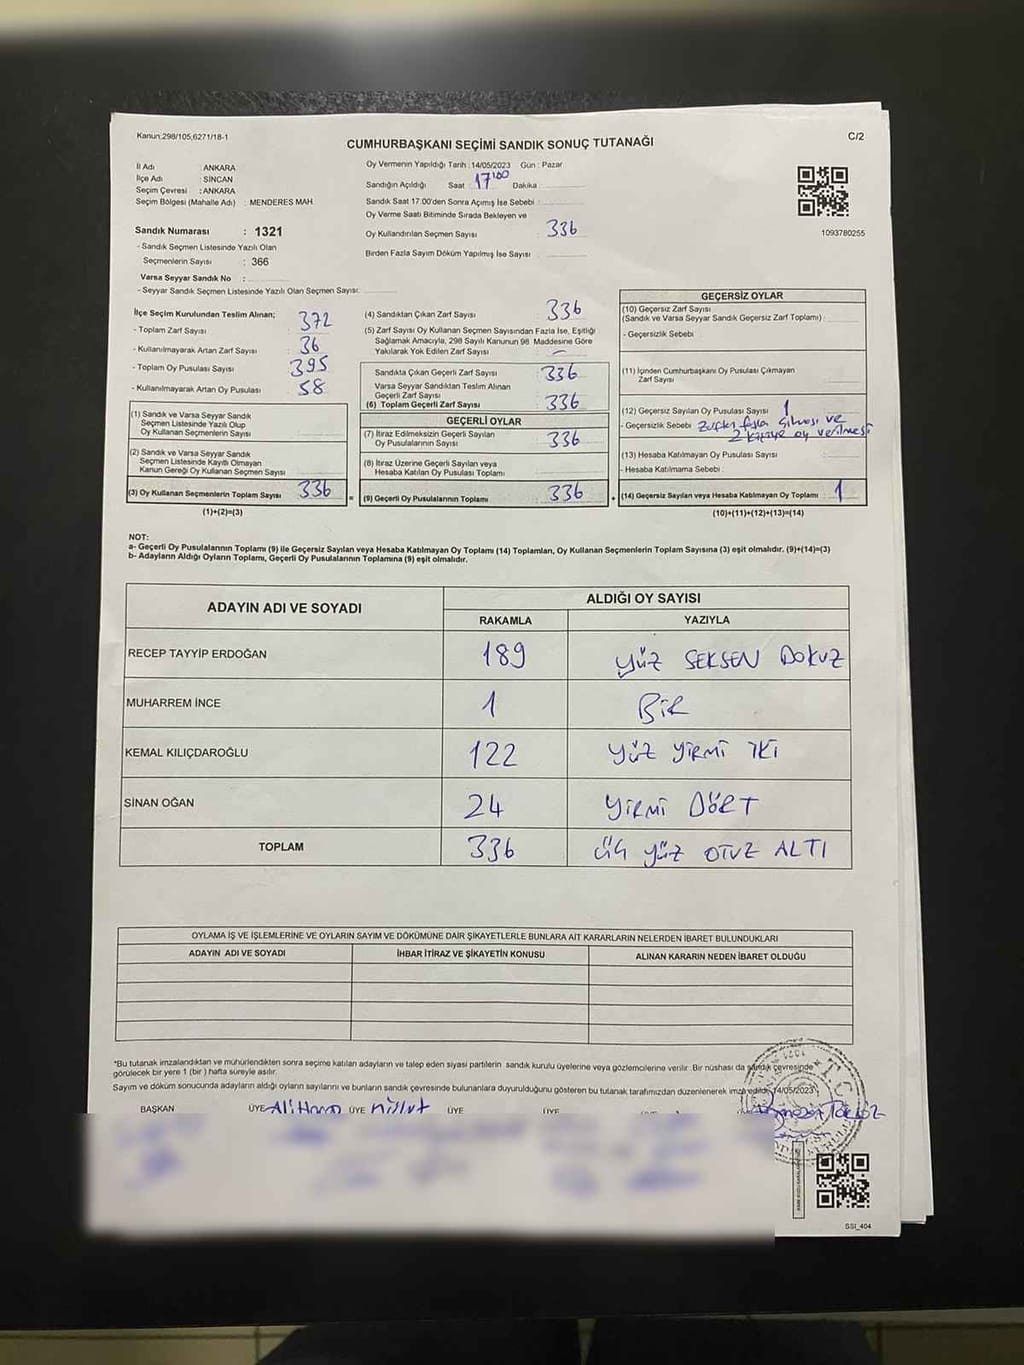 Kanun:298/105,6271/18-1
C/2
CUMHURBAŞKANI SEÇİMİ SANDIK SONUÇ TUTANAĞI
İl Adı : ANKARA
İlçe Adı : SİNCAN
Seçim Çevresi : ANKARA
Seçim Bölgesi (Mahalle Adı) : MENDERES MAH.
Sandık Numarası : 1321
- Sandık Seçmen Listesinde Yazılı Olan
Seçmenlerin Sayısı : 366
Varsa Seyyar Sandık No :
- Seyyar Sandık Seçmen Listesinde Yazılı Olan Seçmen Sayısı:
Oy Vermenin Yapıldığı Tarih :14/05/2023 Gün : Pazar
Sandığın Açıldığı Saat 17:00 Dakika
Sandık Saat 17.00'den Sonra Açımış İse Sebebi :
Oy Verme Saati Bitiminde Sırada Bekleyen ve
Oy Kullandırılan Seçmen Sayısı : 336
Birden Fazla Sayım Döküm Yapılmış İse Sayısı
1093780255
İlçe Seçim Kurulundan Teslim Alınan;
- Toplam Zarf Sayısı 372
- Kullanılmayarak Artan Zarf Sayısı 36
- Toplam Oy Pusulası Sayısı 395
- Kullanılmayarak Artan Oy Pusulası 58
(1) Sandık ve Varsa Seyyar Sandık
Seçmen Listesinde Yazılı Olup
Oy Kullanan Seçmenlerin Sayısı
(2) Sandık ve Varsa Seyyar Sandık
Seçmen Listesinde Kayıtlı Olmayan
Kanun Gereği Oy Kullanan Seçmen Sayısı
(3) Oy Kullanan Seçmenlerin Toplam Sayısı 336
(1)+(2)=(3)
(4) Sandıktan Çıkan Zarf Sayısı 336
(5) Zarf Sayısı Oy Kullanan Seçmen Sayısından Fazla İse, Eşitliği
Sağlamak Amacıyla, 298 Sayılı Kanunun 98. Maddesine Göre
Yakılarak Yok Edilen Zarf Sayısı –
Sandıkta Çıkan Geçerli Zarf Sayısı 336
Varsa Seyyar Sandıktan Teslim Alınan
Geçerli Zarf Sayısı
(6) Toplam Geçerli Zarf Sayısı 336
GEÇERLİ OYLAR
(7) İtiraz Edilmeksizin Geçerli Sayılan
Oy Pusulalarının Sayısı 336
(8) İtiraz Üzerine Geçerli Sayılan veya
Hesaba Katılan Oy Pusulası Toplamı
= (9) Geçerli Oy Pusulalarının Toplamı 336
GEÇERSİZ OYLAR
(10) Geçersiz Zarf Sayısı
(Sandık ve Varsa Seyyar Sandık Geçersiz Zarf Toplamı)
- Geçersizlik Sebebi
(11) İçinden Cumhurbaşkanı Oy Pusulası Çıkmayan
Zarf Sayısı
(12) Geçersiz Sayılan Oy Pusulası Sayısı 1
- Geçersizlik Sebebi ve
2 kişiye oy verilmesi
(13) Hesaba Katılmayan Oy Pusulası Sayısı
- Hesaba Katılmama Sebebi :
+ (14) Geçersiz Sayılan veya Hesaba Katılmayan Oy Toplamı 1
(10)+(11)+(12)+(13)=(14)
NOT:
a- Geçerli Oy Pusulalarının Toplamı (9) ile Geçersiz Sayılan veya Hesaba Katılmayan Oy Toplamı (14) Toplamları, Oy Kullanan Seçmenlerin Toplam Sayısına (3) eşit olmalıdır. (9)+(14)=(3)
b- Adayların Aldığı Oyların Toplamı, Geçerli Oy Pusulalarının Toplamına (9) eşit olmalıdır.
ADAYIN ADI VE SOYADI
ALDIĞI OY SAYISI
RAKAMLA YAZIYLA
RECEP TAYYİP ERDOĞAN 189 YÜZ SEKSEN DOKUZ
MUHARREM İNCE 1 BİR
KEMAL KILIÇDAROĞLU 122 YÜZ YİRMİ İKİ
SİNAN OĞAN 24 YİRMİ DÖRT
TOPLAM 336 ÜÇ YÜZ OTUZ ALTI
OYLAMA İŞ VE İŞLEMLERİNE VE OYLARIN SAYIM VE DÖKÜMÜNE DAİR ŞİKAYETLERLE BUNLARA AİT KARARLARIN NELERDEN İBARET BULUNDUKLARI
ADAYIN ADI VE SOYADI İHBAR İTİRAZ VE ŞİKAYETİN KONUSU ALINAN KARARIN NEDEN İBARET OLDUĞU
*Bu tutanak imzalandıktan ve mühürlendikten sonra seçime katılan adayların ve talep eden siyasi partilerin sandık kurulu üyelerine veya gözlemcilerine verilir. Bir nüshası da sandık çevresinde
görülecek bir yere 1 (bir) hafta süreyle asılır.
Sayım ve döküm sonucunda adayların aldığı oyların sayılarını ve bunların sandık çevresinde bulunanlara duyurulduğunu gösteren bu tutanak tarafımızdan düzenlenerek imza edildi. 14/05/2023
BAŞKAN ÜYE ÜYE ÜYE ÜYE
T.C.
SSI_404